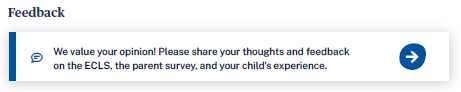 Feedback
We value your opinion! Please share your thoughts and feedback
on the ECLS, the parent survey, and your child's experience.